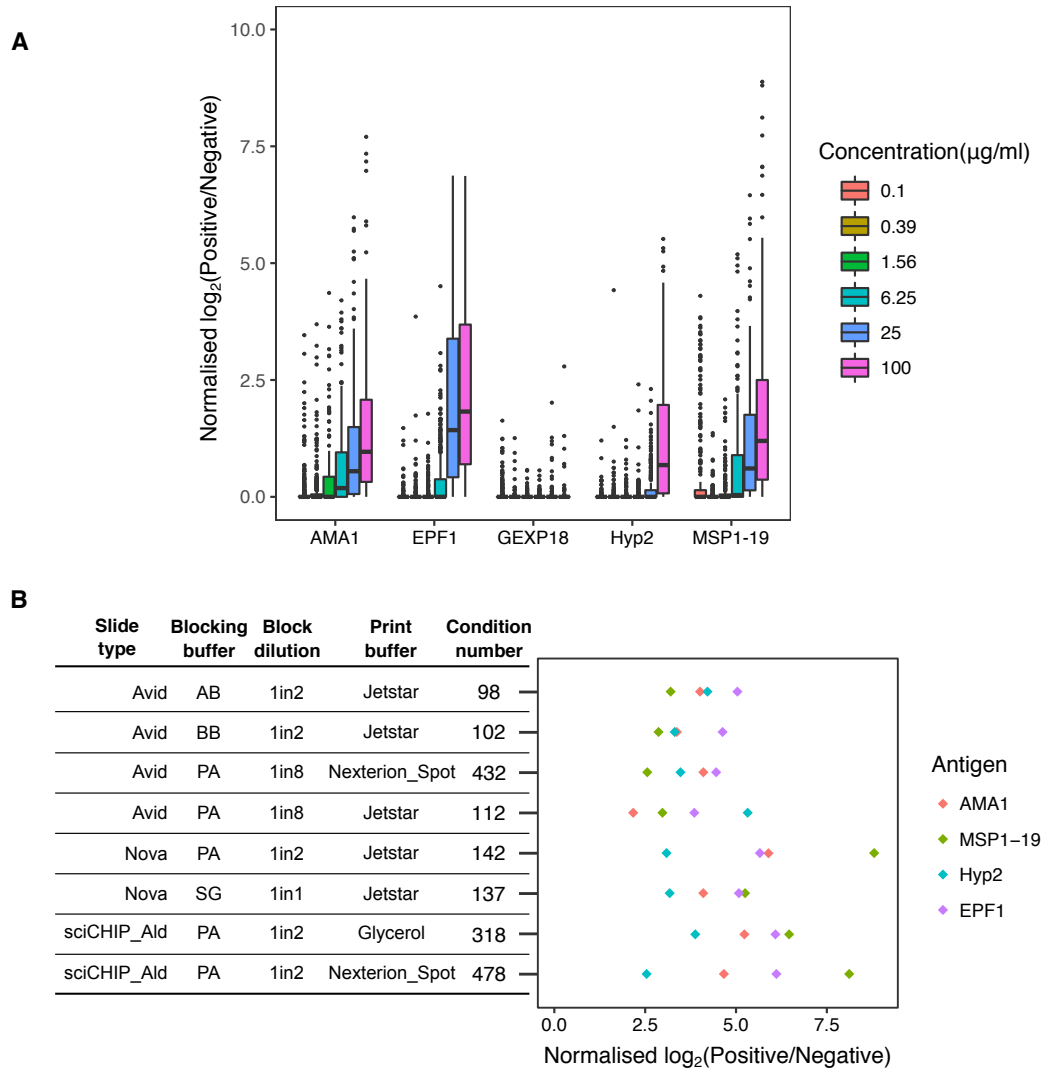 A
Normalised log2(Positive/Negative)
10.0
7.5
5.0
2.5
0.0
AMA1 EPF1 GEXP18 Hyp2 MSP1-19
Concentration(µg/ml)
0.1
0.39
1.56
6.25
25
100
B
Slide type Blocking buffer Block dilution Print buffer Condition number
Avid AB 1in2 Jetstar 98
Avid BB 1in2 Jetstar 102
Avid PA 1in8 Nexterion_Spot 432
Avid PA 1in8 Jetstar 112
Nova PA 1in2 Jetstar 142
Nova SG 1in1 Jetstar 137
sciCHIP_Ald PA 1in2 Glycerol 318
sciCHIP_Ald PA 1in2 Nexterion_Spot 478
0.0 2.5 5.0 7.5
Normalised log2(Positive/Negative)
Antigen
AMA1
MSP1−19
Hyp2
EPF1